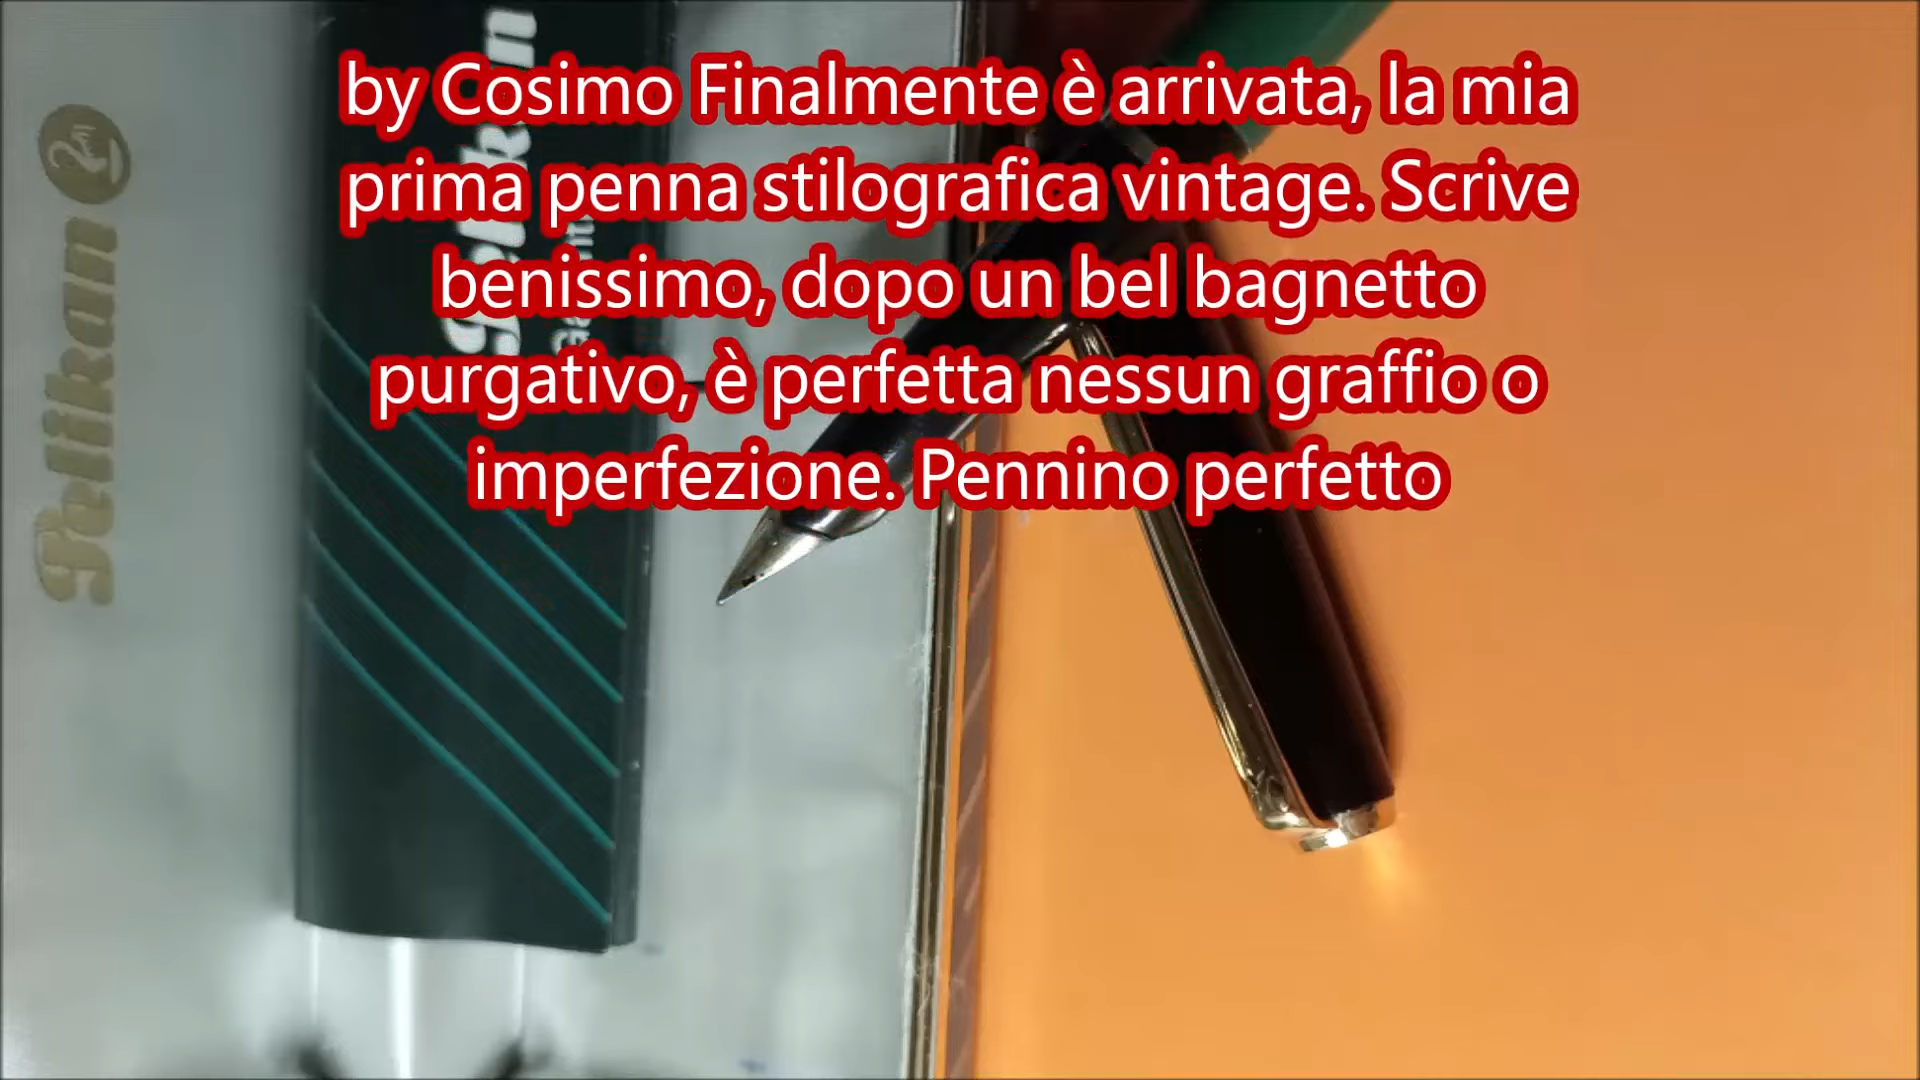 by Cosimo Finalmente è arrivata, la mia
prima penna stilografica vintage. Scrive
benissimo, dopo un bel bagnetto
purgativo, è perfetta nessun graffio o
imperfezione. Pennino perfetto
Pelikan
Pelikan